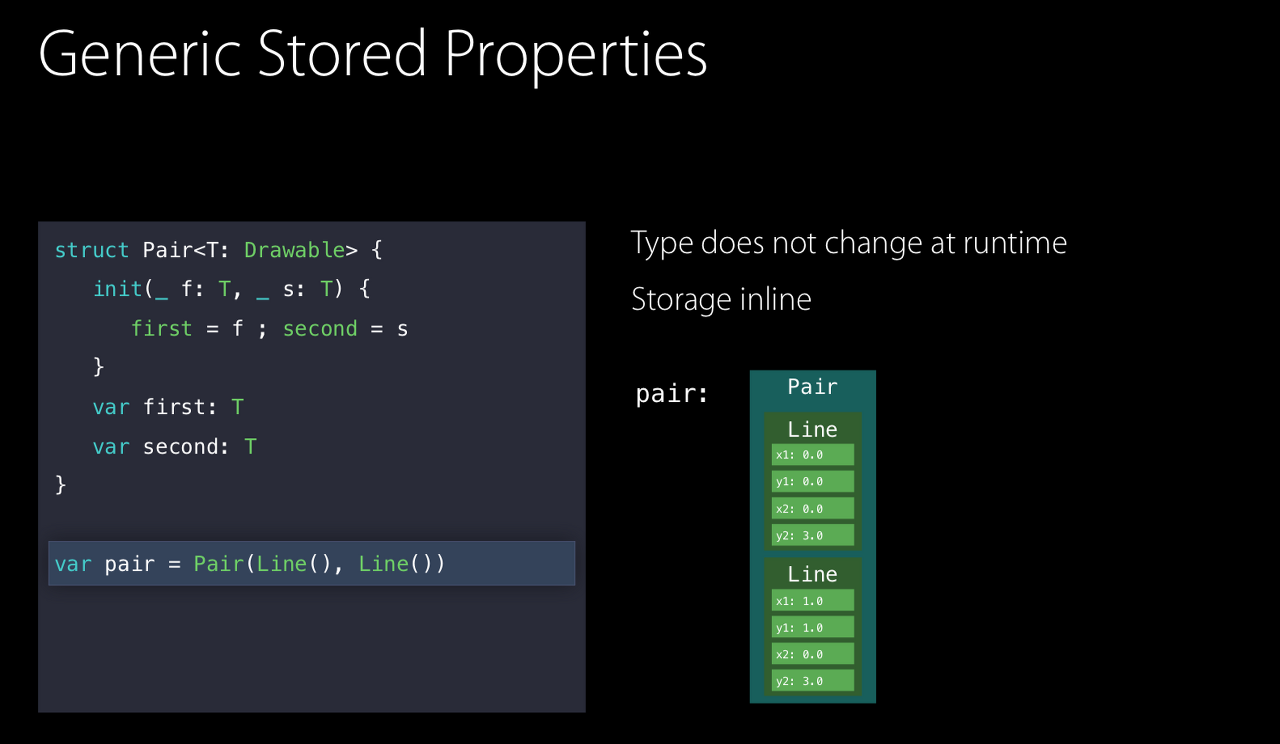 Generic Stored Properties
struct Pair<T: Drawable> {
init(_ f: T, _ s: T) {
first = f ; second = s
}
var first: T
var second: T
}
var pair = Pair(Line(), Line())
Type does not change at runtime
Storage inline
pair:
Pair
Line
x1: 0.0
y1: 0.0
x2: 0.0
y2: 3.0
Line
x1: 1.0
y1: 1.0
x2: 0.0
y2: 3.0